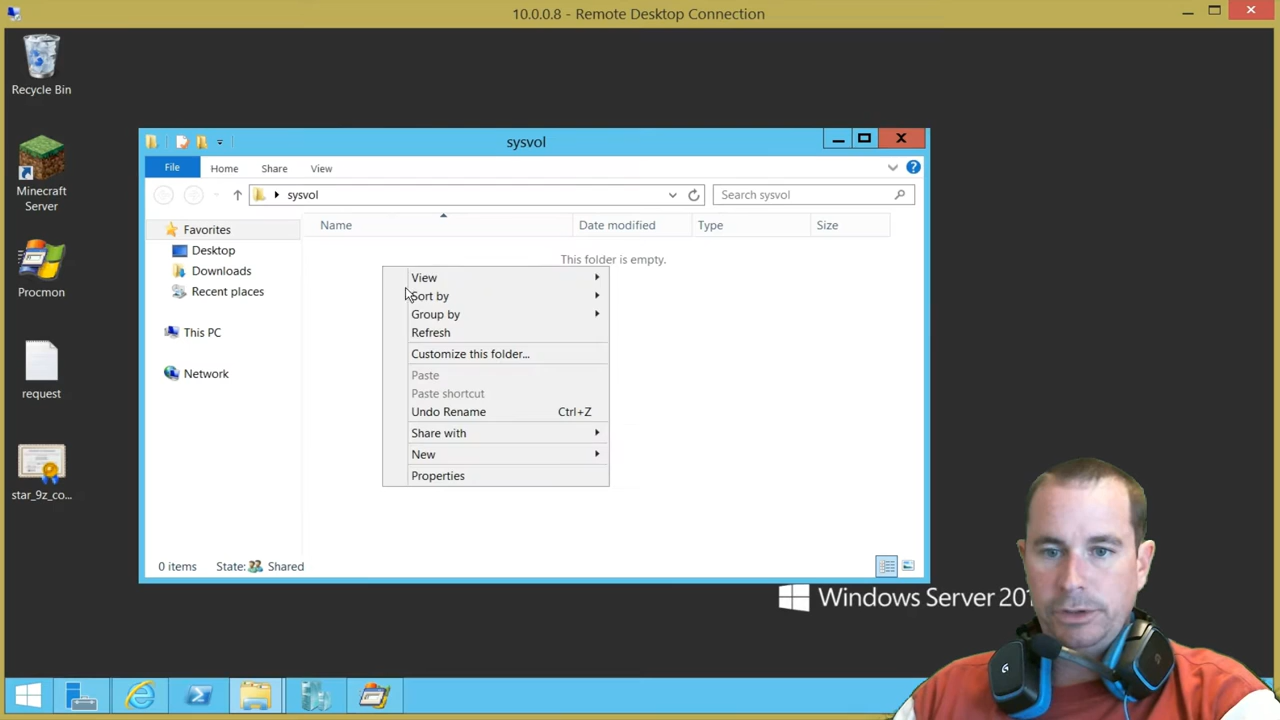 10.0.0.8 - Remote Desktop Connection
Recycle Bin
Minecraft
Server
Procmon
request
star_9z_co...
sysvol
File Home Share View
sysvol
Search sysvol
Favorites
Desktop
Downloads
Recent places
This PC
Network
Name Date modified Type Size
This folder is empty.
View
Sort by
Group by
Refresh
Customize this folder...
Paste
Paste shortcut
Undo Rename Ctrl+Z
Share with
New
Properties
0 items State: Shared
Windows Server 201